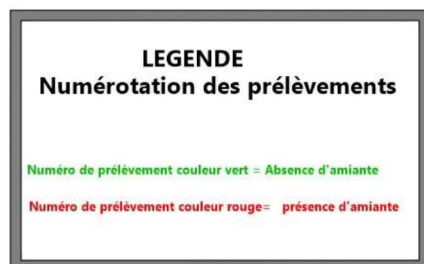 LEGENDE
Numérotation des prélèvements
Numéro de prélèvement couleur vert = Absence d'amiante
Numéro de prélèvement couleur rouge= présence d'amiante